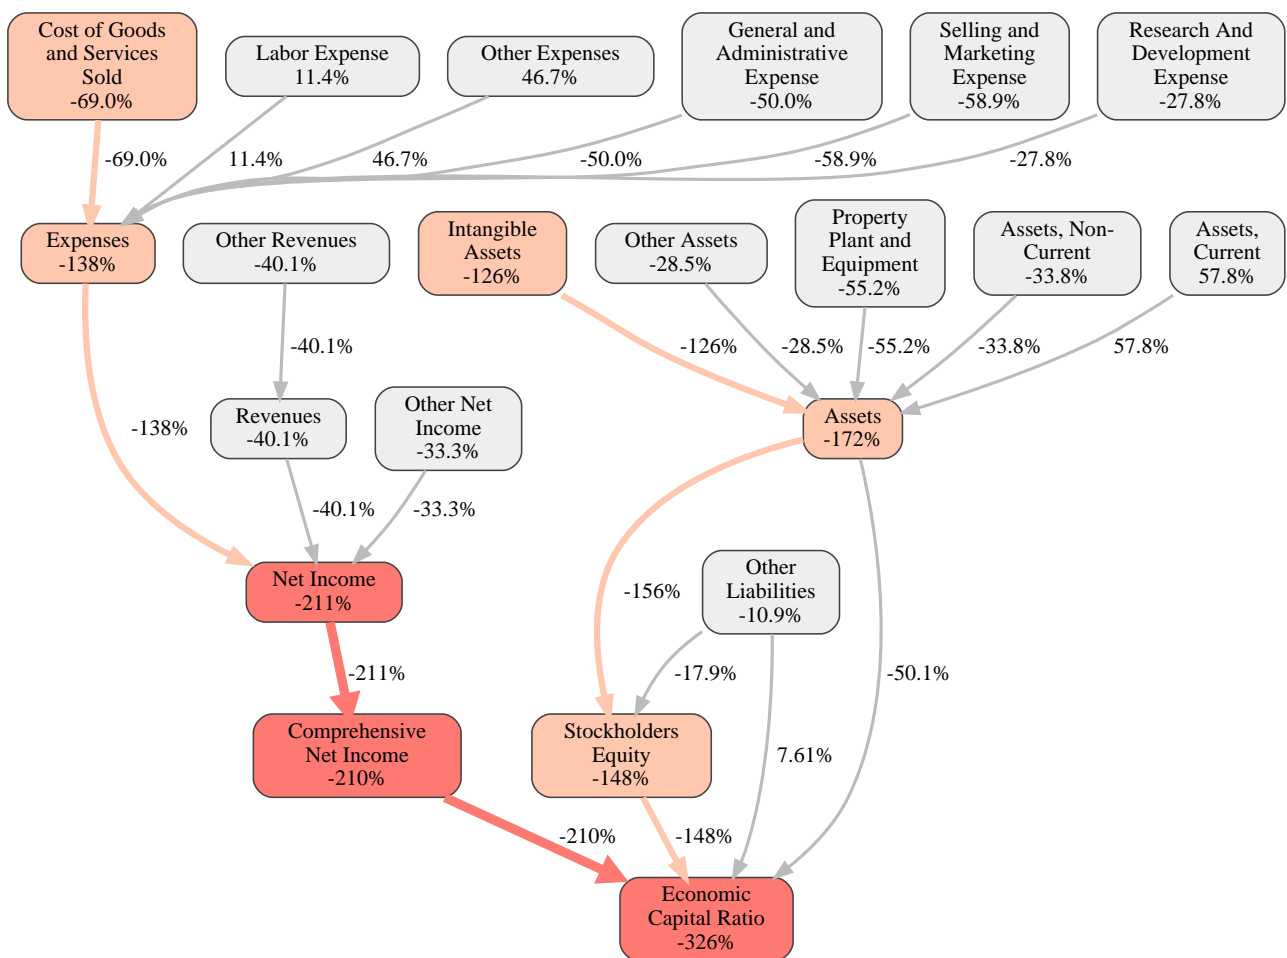 Cost of Goods
and Services
Sold
-69.0%
Labor Expense
11.4%
Other Expenses
46.7%
General and
Administrative
Expense
-50.0%
Selling and
Marketing
Expense
-58.9%
Research And
Development
Expense
-27.8%
-69.0%
11.4%
46.7%
-50.0%
-58.9%
-27.8%
Expenses
-138%
Other Revenues
-40.1%
Intangible
Assets
-126%
Other Assets
-28.5%
Property
Plant and
Equipment
-55.2%
Assets, Non-
Current
-33.8%
Assets,
Current
57.8%
-40.1%
-126%
-28.5%
-55.2%
-33.8%
57.8%
-138%
Revenues
-40.1%
Other Net
Income
-33.3%
Assets
-172%
-40.1%
-33.3%
Net Income
-211%
-156%
Other
Liabilities
-10.9%
-211%
-17.9%
-50.1%
Comprehensive
Net Income
-210%
Stockholders
Equity
-148%
7.61%
-210%
-148%
Economic
Capital Ratio
-326%